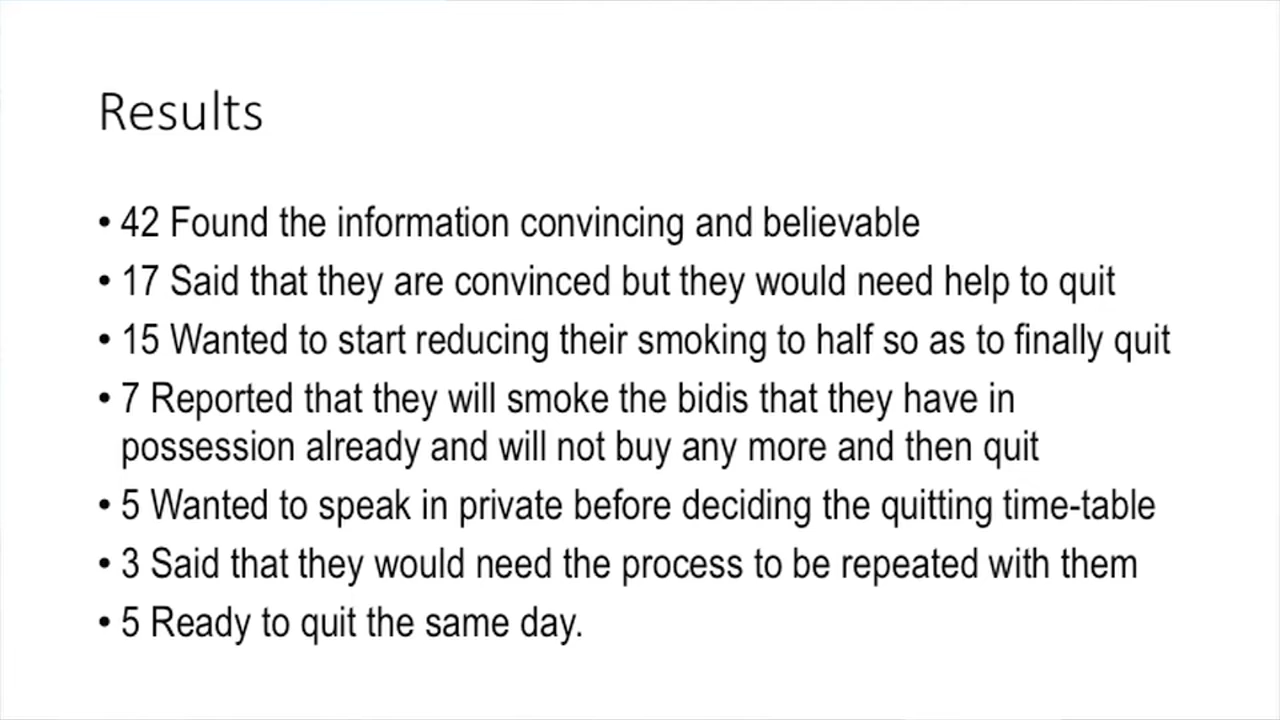 Results
• 42 Found the information convincing and believable
• 17 Said that they are convinced but they would need help to quit
• 15 Wanted to start reducing their smoking to half so as to finally quit
• 7 Reported that they will smoke the bidis that they have in
possession already and will not buy any more and then quit
• 5 Wanted to speak in private before deciding the quitting time-table
• 3 Said that they would need the process to be repeated with them
• 5 Ready to quit the same day.